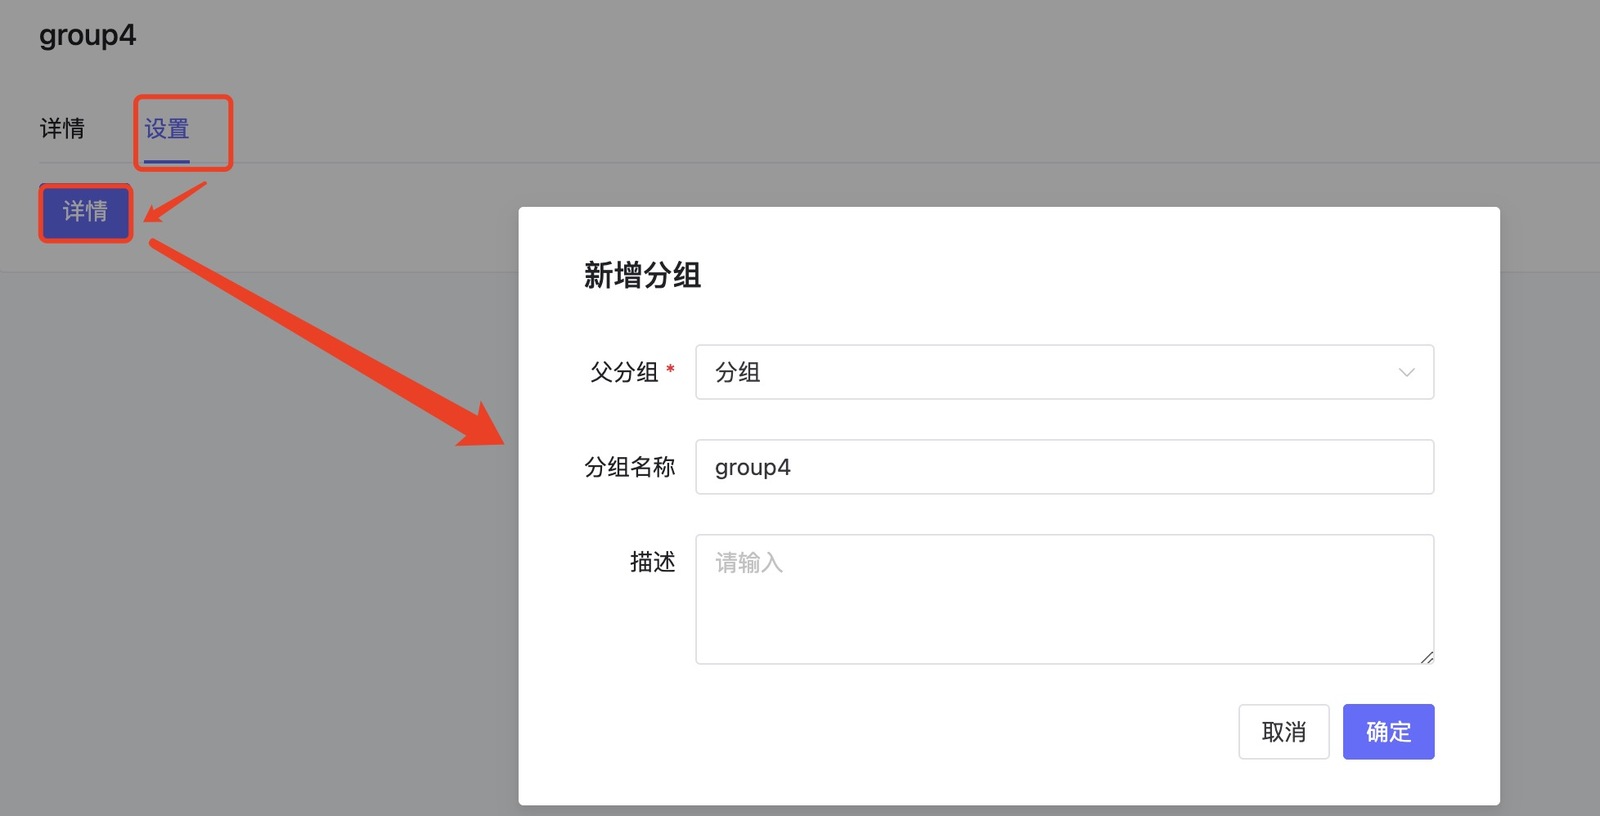 group4
详情 设置
详情
新增分组
父分组 * 分组
分组名称 group4
描述 请输入
取消 确定